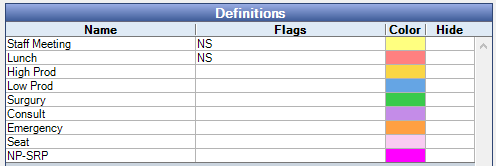 Definitions
Name Flags Color Hide
Staff Meeting NS
Lunch NS
High Prod
Low Prod
Surgury
Consult
Emergency
Seat
NP-SRP